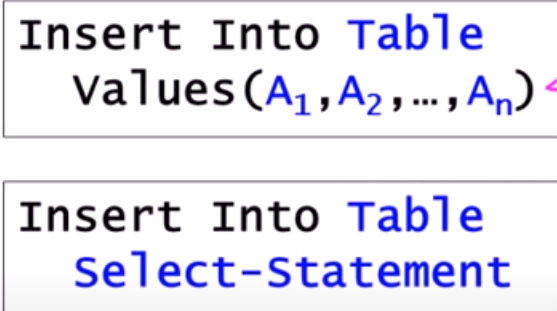 Insert Into Table
Values(A₁,A₂,…,Aₙ)
Insert Into Table
Select-Statement